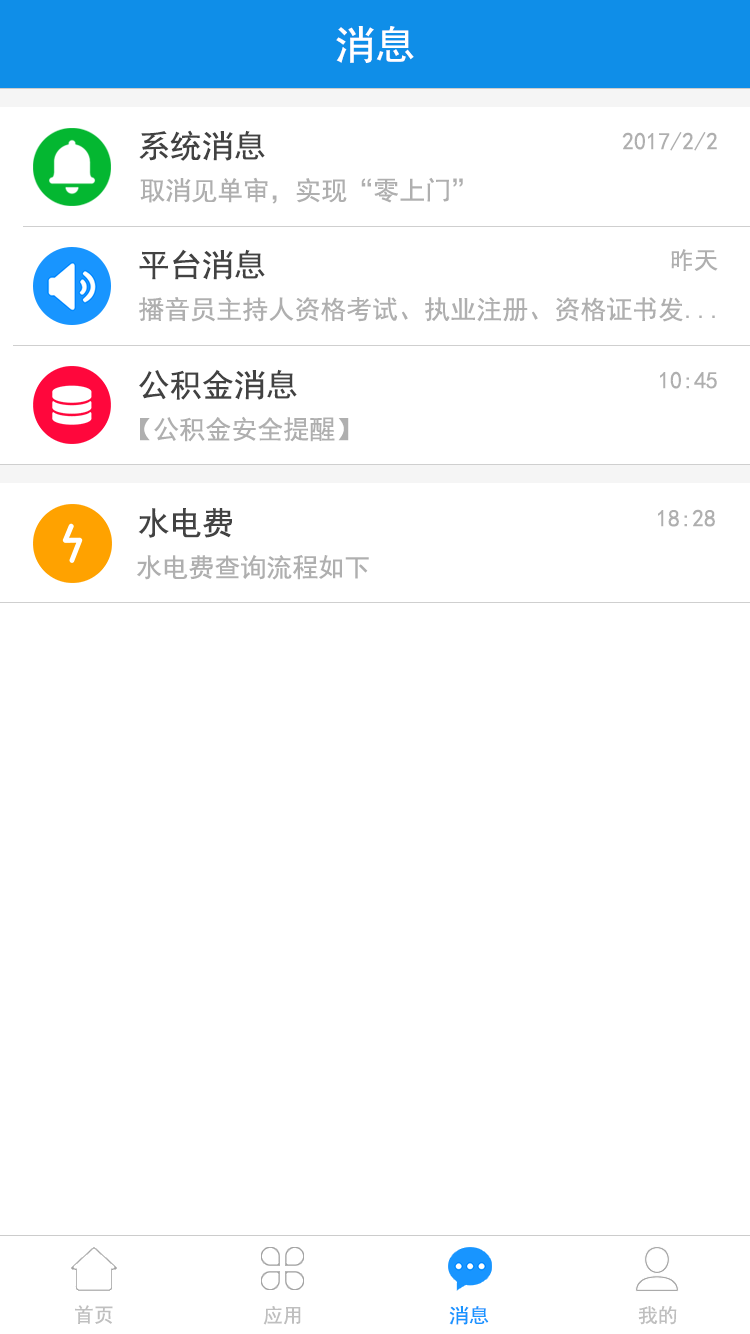 消息
系统消息
2017/2/2
取消见单审，实现“零上门”
平台消息
昨天
播音员主持人资格考试、执业注册、资格证书发...
公积金消息
10:45
【公积金安全提醒】
水电费
18:28
水电费查询流程如下
首页
应用
消息
我的